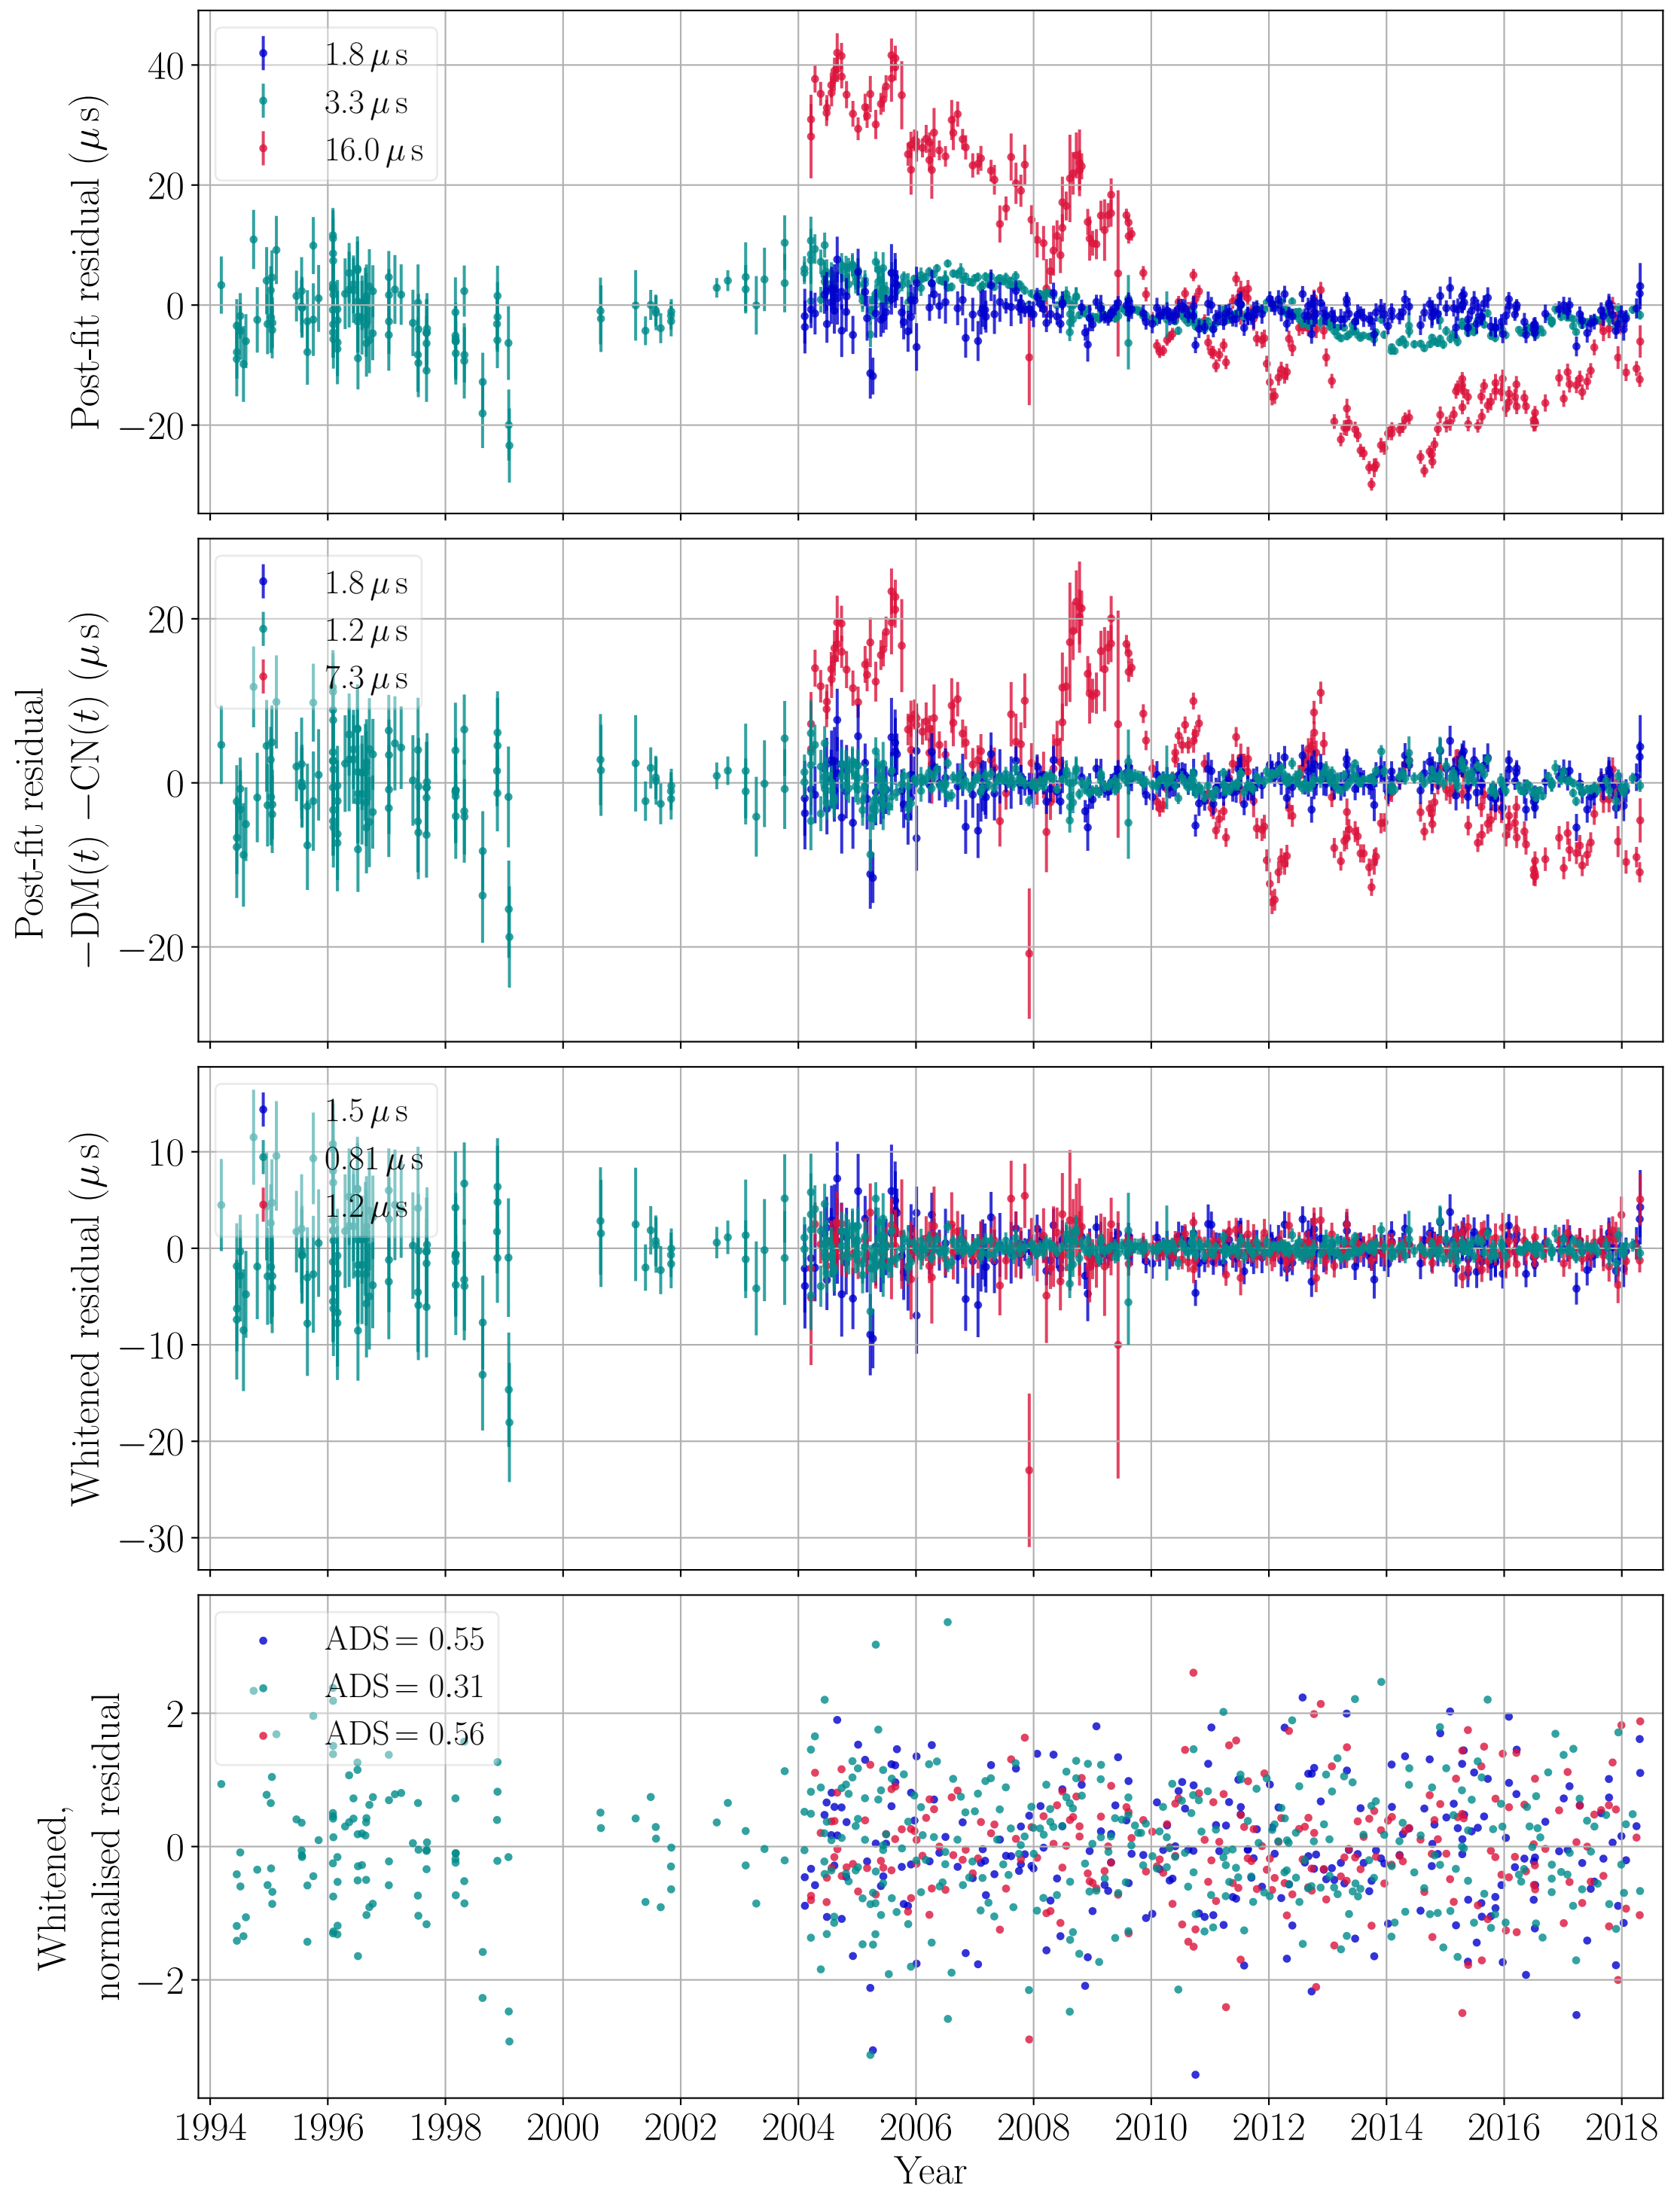 40
20
0
−20
Post-fit residual (μs)
1.8 μs
3.3 μs
16.0 μs
20
0
−20
Post-fit residual
−DM(t) −CN(t) (μs)
1.8 μs
1.2 μs
7.3 μs
10
0
−10
−20
−30
Whitened residual (μs)
1.5 μs
0.81 μs
1.2 μs
2
0
−2
Whitened,
normalised residual
ADS = 0.55
ADS = 0.31
ADS = 0.56
1994 1996 1998 2000 2002 2004 2006 2008 2010 2012 2014 2016 2018
Year